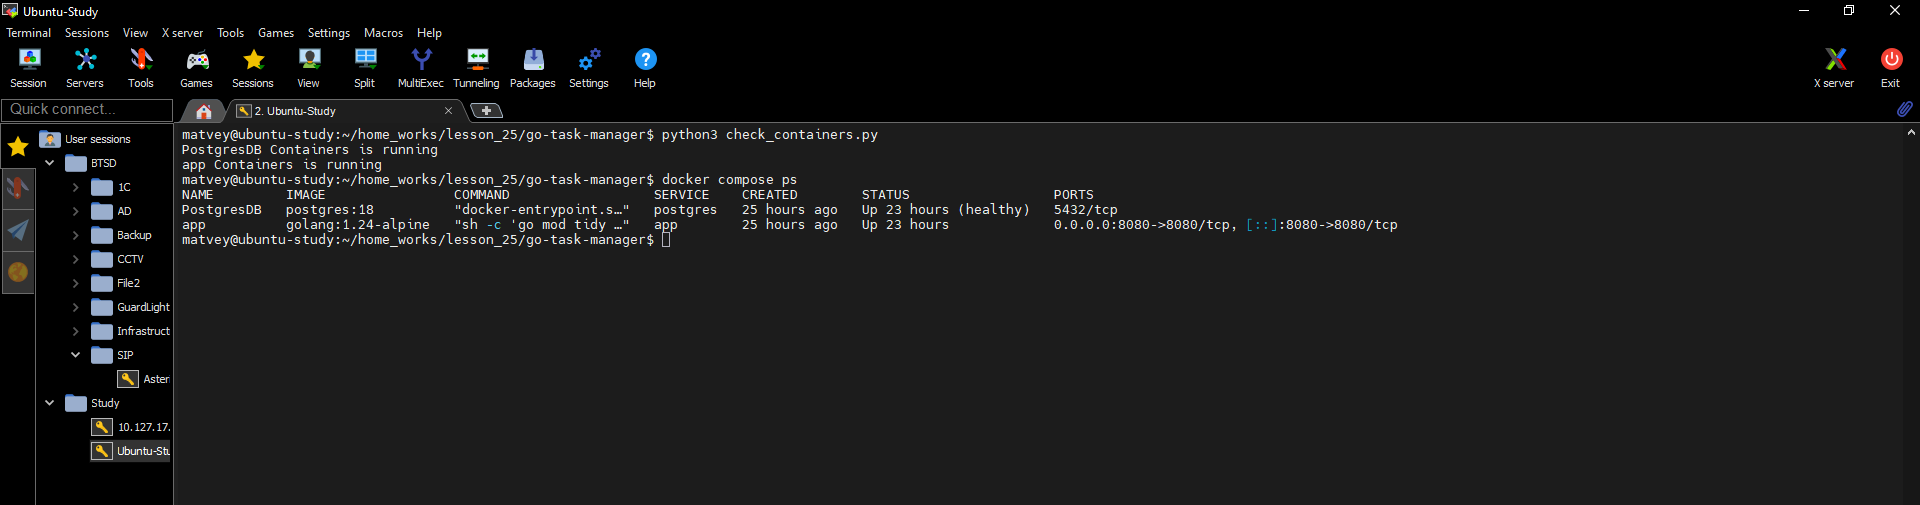 Ubuntu-Study
Terminal Sessions View X server Tools Games Settings Macros Help
Session Servers Tools Games Sessions View Split MultiExec Tunneling Packages Settings Help X server Exit
Quick connect...
2. Ubuntu-Study
User sessions
BTSD
1C
AD
Backup
CCTV
File2
GuardLight
Infrastruct
SIP
Aster
Study
10.127.17.
Ubuntu-Stu
matvey@ubuntu-study:~/home_works/lesson_25/go-task-manager$ python3 check_containers.py
PostgresDB Containers is running
app Containers is running
matvey@ubuntu-study:~/home_works/lesson_25/go-task-manager$ docker compose ps
NAME IMAGE COMMAND SERVICE CREATED STATUS PORTS
PostgresDB postgres:18 "docker-entrypoint.s…" postgres 25 hours ago Up 23 hours (healthy) 5432/tcp
app golang:1.24-alpine "sh -c 'go mod tidy …" app 25 hours ago Up 23 hours 0.0.0.0:8080->8080/tcp, [::]:8080->8080/tcp
matvey@ubuntu-study:~/home_works/lesson_25/go-task-manager$